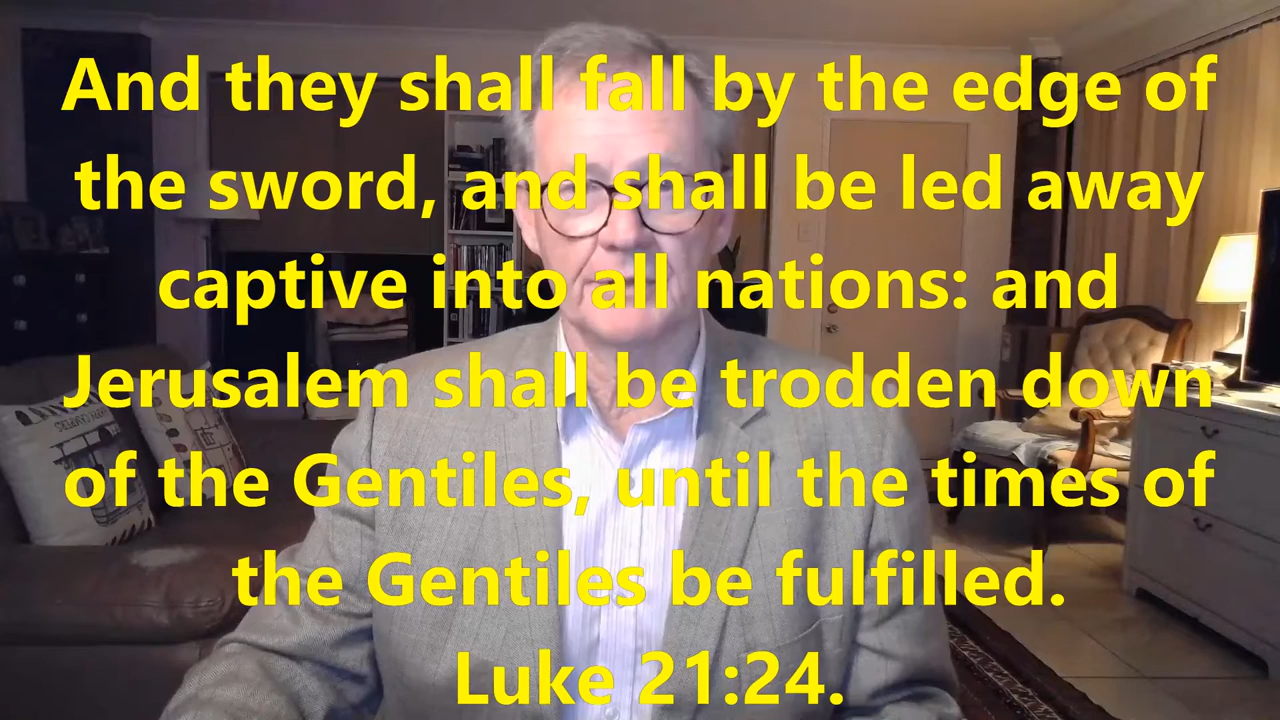 And they shall fall by the edge of
the sword, and shall be led away
captive into all nations: and
Jerusalem shall be trodden down
of the Gentiles, until the times of
the Gentiles be fulfilled.
Luke 21:24.